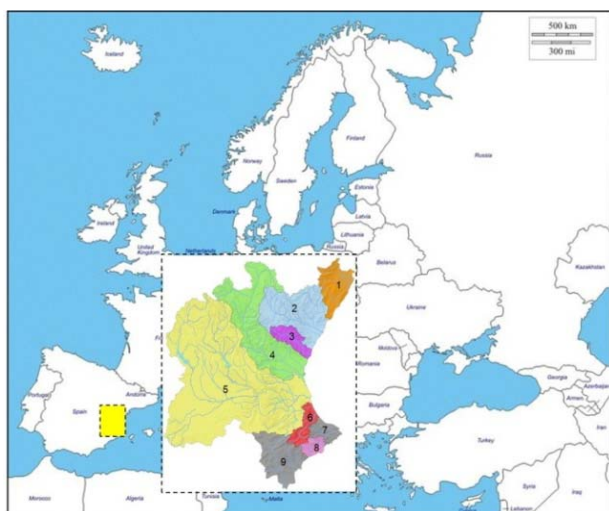 500 km
300 mi
Iceland
Norway
Sweden
Finland
Russia
Estonia
Latvia
Lithuania
Russia
Denmark
Ireland
United
Kingdom
Netherlands
Belarus
Kazakhstan
Ukraine
1
2
3
4
5
6
7
8
9
Moldova
Romania
Bulgaria
Georgia
Azerbaijan
Armen.
Iran
Portugal
Spain
Andorra
Turkey
Syria
Iraq
Lebanon
Morocco
Algeria
Tunisia
Malta